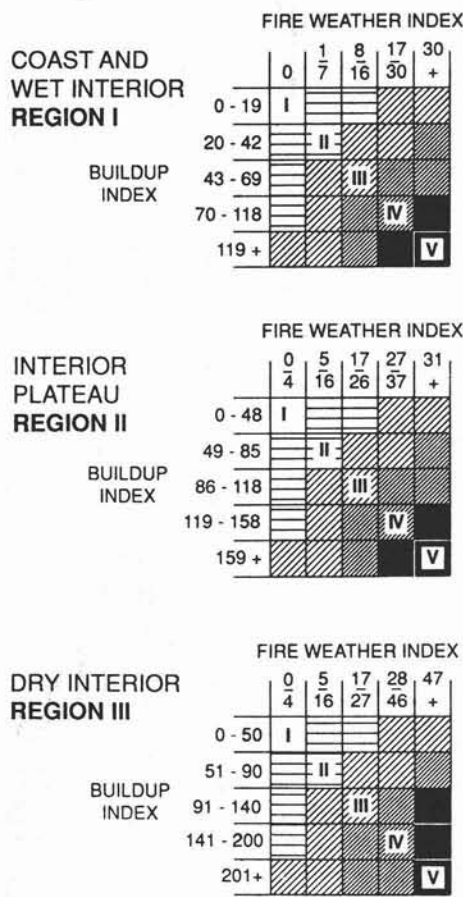 FIRE WEATHER INDEX
COAST AND
WET INTERIOR
REGION I
0 1/7 8/16 17/30 30 +
0 - 19 I
20 - 42 II
BUILDUP
INDEX
43 - 69 III
70 - 118 IV
119 + V
FIRE WEATHER INDEX
INTERIOR
PLATEAU
REGION II
0/4 5/16 17/26 27/37 31 +
0 - 48 I
49 - 85 II
BUILDUP
INDEX
86 - 118 III
119 - 158 IV
159 + V
FIRE WEATHER INDEX
DRY INTERIOR
REGION III
0/4 5/16 17/27 28/46 47 +
0 - 50 I
51 - 90 II
BUILDUP
INDEX
91 - 140 III
141 - 200 IV
201+ V